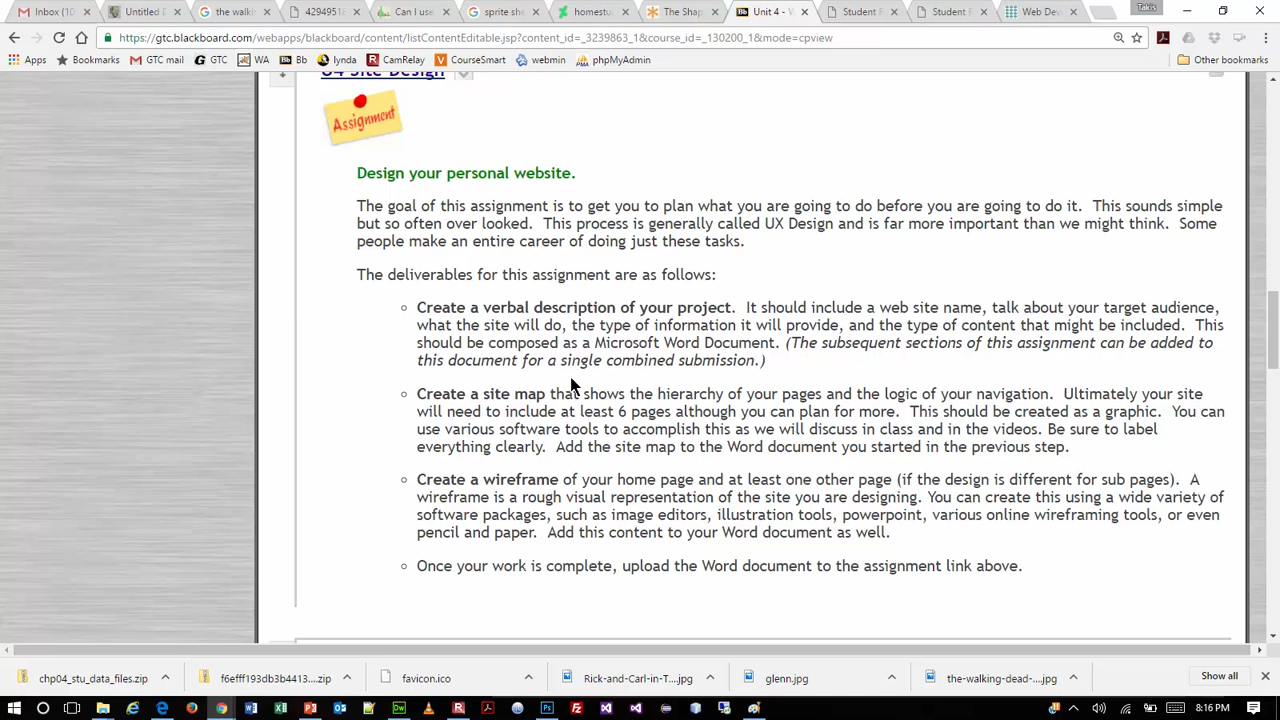 Inbox (10
Untitled
the walki
4294951
Can I use
sprite she
homestu
The Shap
Unit 4 -
Student
Student
Web Dev
Takis
https://gtc.blackboard.com/webapps/blackboard/content/listContentEditable.jsp?content_id=_3239863_1&course_id=_130200_1&mode=cpview
Apps Bookmarks GTC mail GTC WA Bb lynda CamRelay CourseSmart webmin phpMyAdmin Other bookmarks
U4 Site Design
Assignment
Design your personal website.
The goal of this assignment is to get you to plan what you are going to do before you are going to do it. This sounds simple
but so often over looked. This process is generally called UX Design and is far more important than we might think. Some
people make an entire career of doing just these tasks.
The deliverables for this assignment are as follows:
Create a verbal description of your project. It should include a web site name, talk about your target audience,
what the site will do, the type of information it will provide, and the type of content that might be included. This
should be composed as a Microsoft Word Document. (The subsequent sections of this assignment can be added to
this document for a single combined submission.)
Create a site map that shows the hierarchy of your pages and the logic of your navigation. Ultimately your site
will need to include at least 6 pages although you can plan for more. This should be created as a graphic. You can
use various software tools to accomplish this as we will discuss in class and in the videos. Be sure to label
everything clearly. Add the site map to the Word document you started in the previous step.
Create a wireframe of your home page and at least one other page (if the design is different for sub pages). A
wireframe is a rough visual representation of the site you are designing. You can create this using a wide variety of
software packages, such as image editors, illustration tools, powerpoint, various online wireframing tools, or even
pencil and paper. Add this content to your Word document as well.
Once your work is complete, upload the Word document to the assignment link above.
dmx04_stu_data_files.zip
f6efff193db3b4413....zip
favicon.ico
Rick-and-Carl-in-T....jpg
glenn.jpg
the-walking-dead-....jpg
Show all
8:16 PM